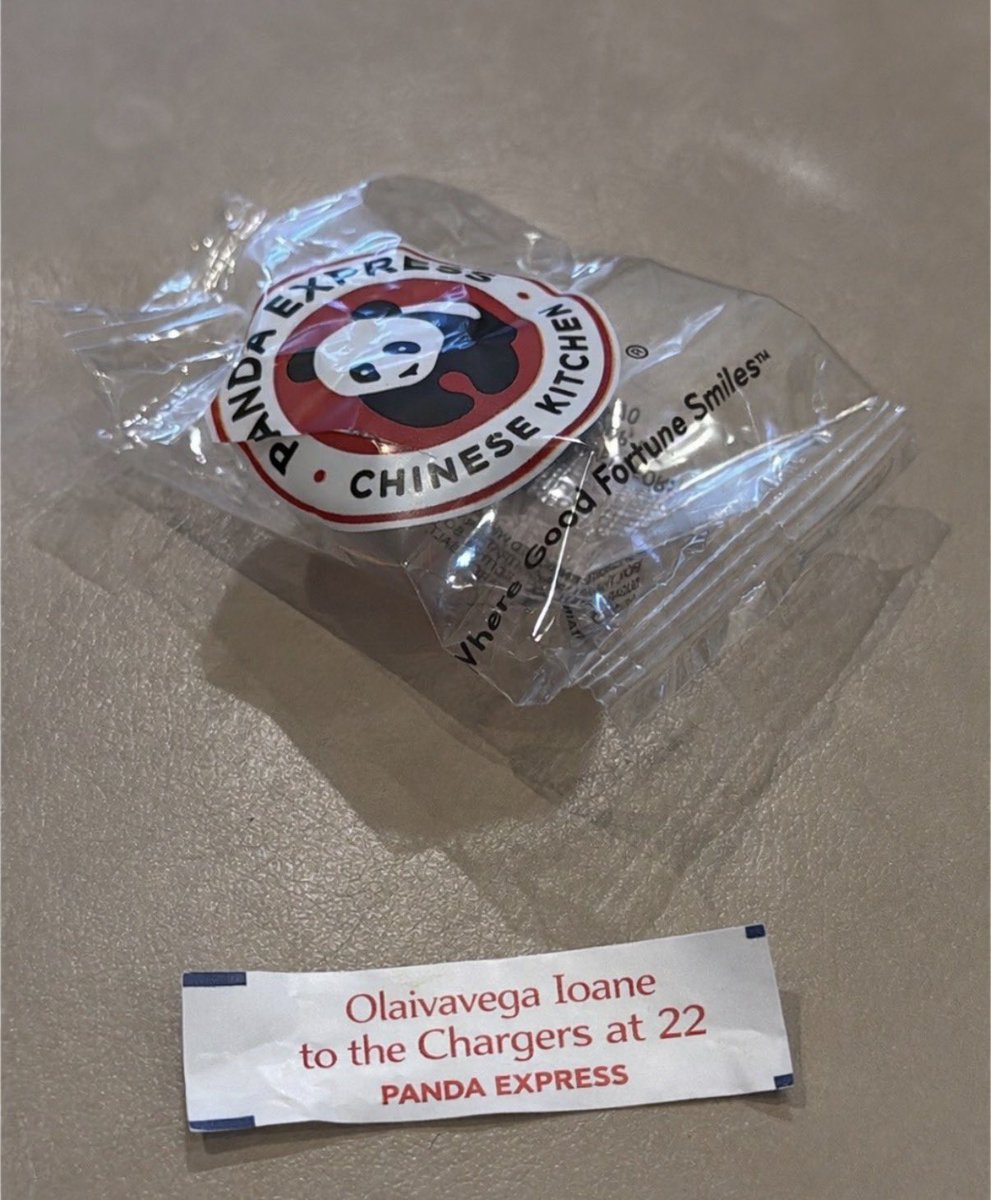 PANDA EXPRESS
CHINESE KITCHEN
®
Where Good Fortune Smiles™
Olaivavega Ioane
to the Chargers at 22
PANDA EXPRESS